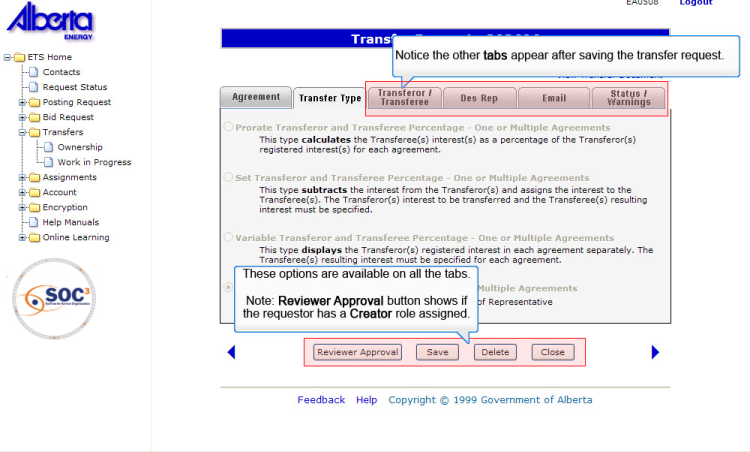 EA0508 Logout
Alberta
ENERGY
Notice the other tabs appear after saving the transfer request.
ETS Home
Contacts
Request Status
Posting Request
Bid Request
Transfers
Ownership
Work in Progress
Assignments
Account
Encryption
Help Manuals
Online Learning
SOC3
Agreement
Transfer Type
Transferor / Transferee
Des Rep
Email
Status / Warnings
Prorate Transferor and Transferee Percentage - One or Multiple Agreements
This type calculates the Transferee(s) interest(s) as a percentage of the Transferor(s)
registered interest(s) for each agreement.
Set Transferor and Transferee Percentage - One or Multiple Agreements
This type subtracts the interest from the Transferor(s) and assigns the interest to the
Transferee(s). The Transferor(s) interest to be transferred and the Transferee(s) resulting
interest must be specified.
Variable Transferor and Transferee Percentage - One or Multiple Agreements
This type displays the Transferor(s) registered interest in each agreement separately. The
Transferee(s) resulting interest must be specified for each agreement.
These options are available on all the tabs.
Note: Reviewer Approval button shows if
the requestor has a Creator role assigned.
Multiple Agreements
of Representative
Reviewer Approval Save Delete Close
Feedback Help Copyright © 1999 Government of Alberta